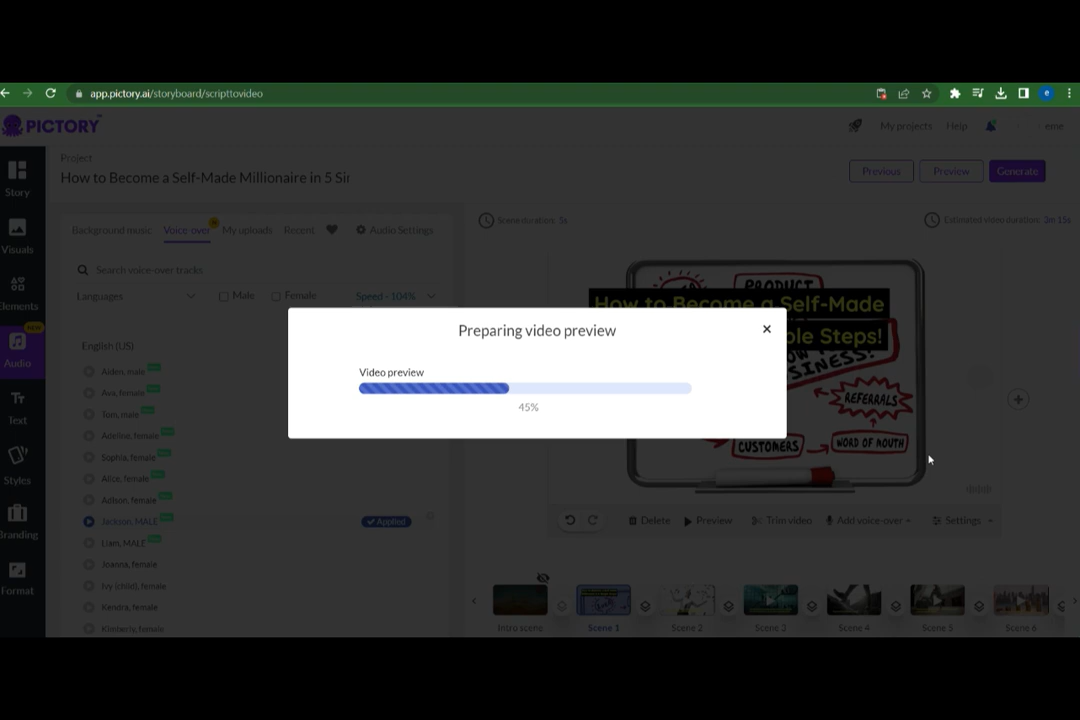 app.pictory.ai/storyboard/scripttovideo
e
PICTORY
My projects
Help
eme
Project
How to Become a Self-Made Millionaire in 5 Sir
Previous
Preview
Generate
Story
Visuals
Elements
NEW
Audio
Text
Styles
Branding
Format
Background music
Voice-over
My uploads
Recent
Audio Settings
Search voice-over tracks
Languages
Male
Female
Speed - 104%
English (US)
Aiden, male
Ava, female
Tom, male
Adeline, female
Sophia, female
Alice, female
Adison, female
Jackson, MALE
Applied
Liam, MALE
Joanna, female
Ivy (child), female
Kendra, female
Kimberly, female
Scene duration: 5s
Estimated video duration: 3m 15s
PRODUCT
How to Become a Self-Made
ple Steps!
SINESS!
REFERRALS
CUSTOMERS
WORD OF MOUTH
Preparing video preview
Video preview
45%
Delete
Preview
Trim video
Add voice-over
Settings
Intro scene
Scene 1
Scene 2
Scene 3
Scene 4
Scene 5
Scene 6